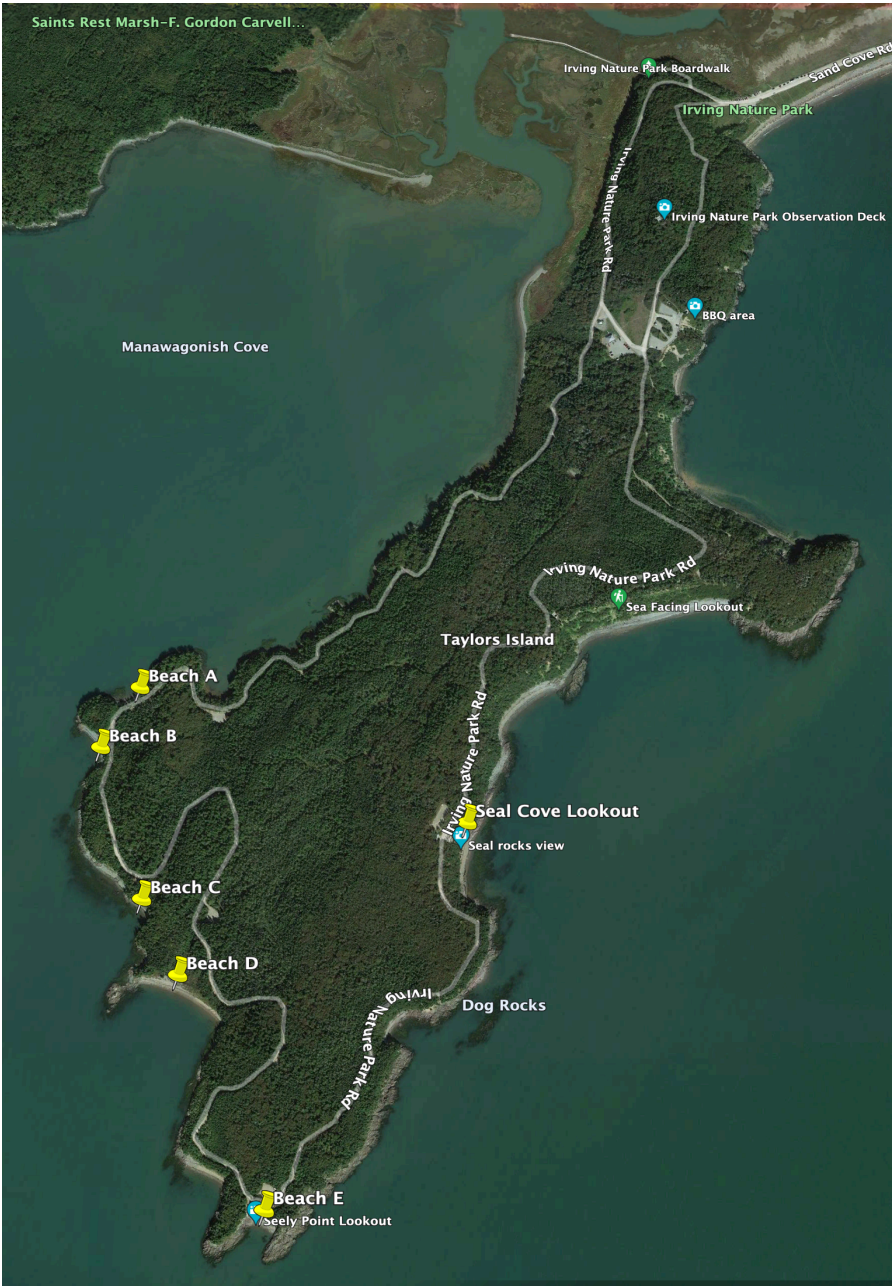 Saints Rest Marsh-F. Gordon Carvell...
Irving Nature Park Boardwalk
Sand Cove Rd
Irving Nature Park
Irving Nature Park Rd
Irving Nature Park Observation Deck
BBQ area
Manawagonish Cove
Irving Nature Park Rd
Sea Facing Lookout
Taylors Island
Beach A
Irving Nature Park Rd
Beach B
Seal Cove Lookout
Seal rocks view
Beach C
Beach D
Irving Nature Park Rd
Dog Rocks
Beach E
Seely Point Lookout